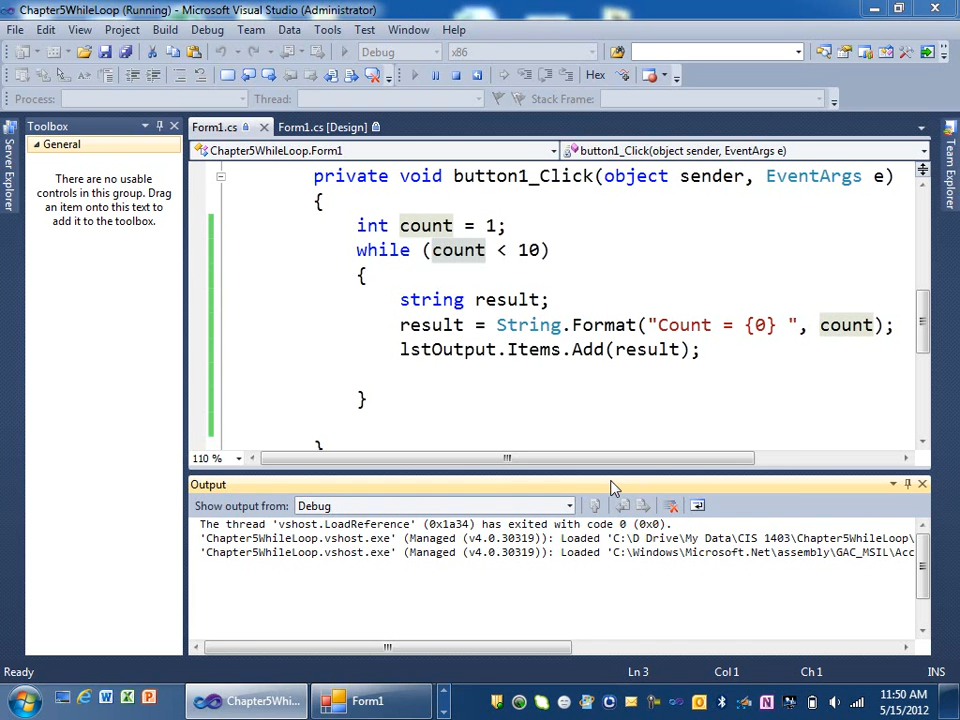 Chapter5WhileLoop (Running) - Microsoft Visual Studio (Administrator)
File Edit View Project Build Debug Team Data Tools Test Window Help
Debug x86
Hex
Process: Thread: Stack Frame:
Toolbox
Form1.cs Form1.cs [Design]
General
Chapter5WhileLoop.Form1 button1_Click(object sender, EventArgs e)
Server Explorer
Team Explorer
There are no usable
controls in this group. Drag
an item onto this text to
add it to the toolbox.
private void button1_Click(object sender, EventArgs e)
{
int count = 1;
while (count < 10)
{
string result;
result = String.Format("Count = {0} ", count);
lstOutput.Items.Add(result);
}
}
110 %
Output
Show output from: Debug
The thread 'vshost.LoadReference' (0x1a34) has exited with code 0 (0x0).
'Chapter5WhileLoop.vshost.exe' (Managed (v4.0.30319)): Loaded 'C:\D Drive\My Data\CIS 1403\Chapter5WhileLoop\
'Chapter5WhileLoop.vshost.exe' (Managed (v4.0.30319)): Loaded 'C:\Windows\Microsoft.Net\assembly\GAC_MSIL\Acc
Ready Ln 3 Col 1 Ch 1 INS
Chapter5Whi... Form1
11:50 AM
5/15/2012